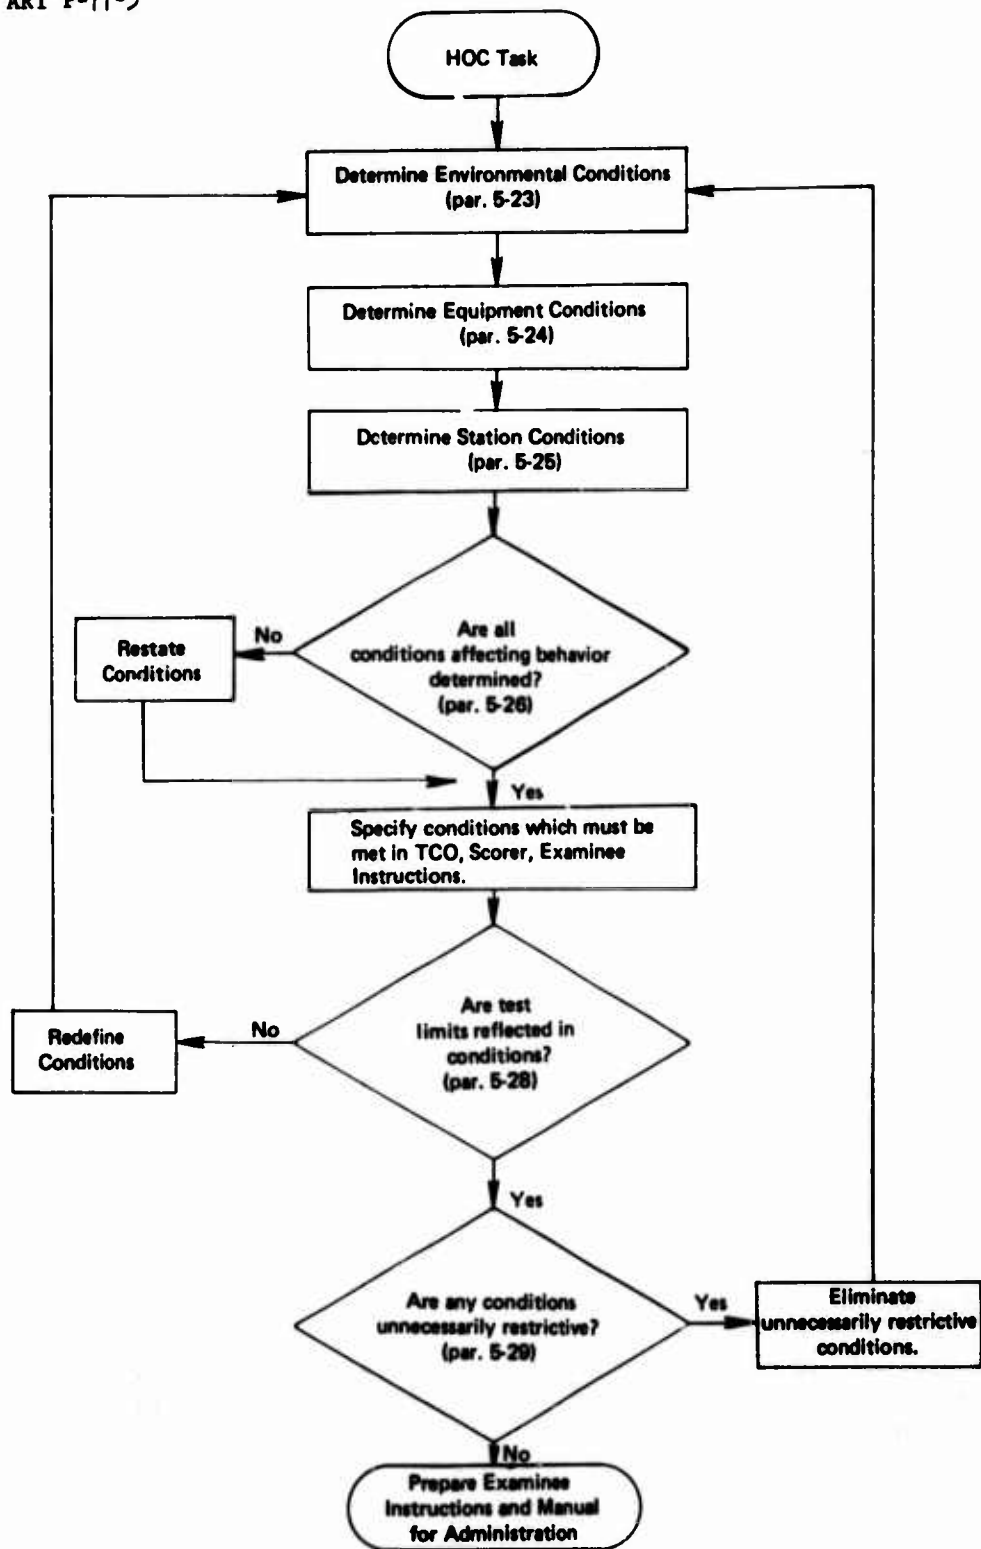 ART P-77-5
HOC Task
Determine Environmental Conditions
(par. 5-23)
Determine Equipment Conditions
(par. 5-24)
Determine Station Conditions
(par. 5-25)
Are all
conditions affecting behavior
determined?
(par. 5-26)
No
Restate
Conditions
Yes
Specify conditions which must be
met in TCO, Scorer, Examinee
Instructions.
Are test
limits reflected in
conditions?
(par. 5-28)
No
Redefine
Conditions
Yes
Are any conditions
unnecessarily restrictive?
(par. 5-29)
Yes
Eliminate
unnecessarily restrictive
conditions.
No
Prepare Examinee
Instructions and Manual
for Administration